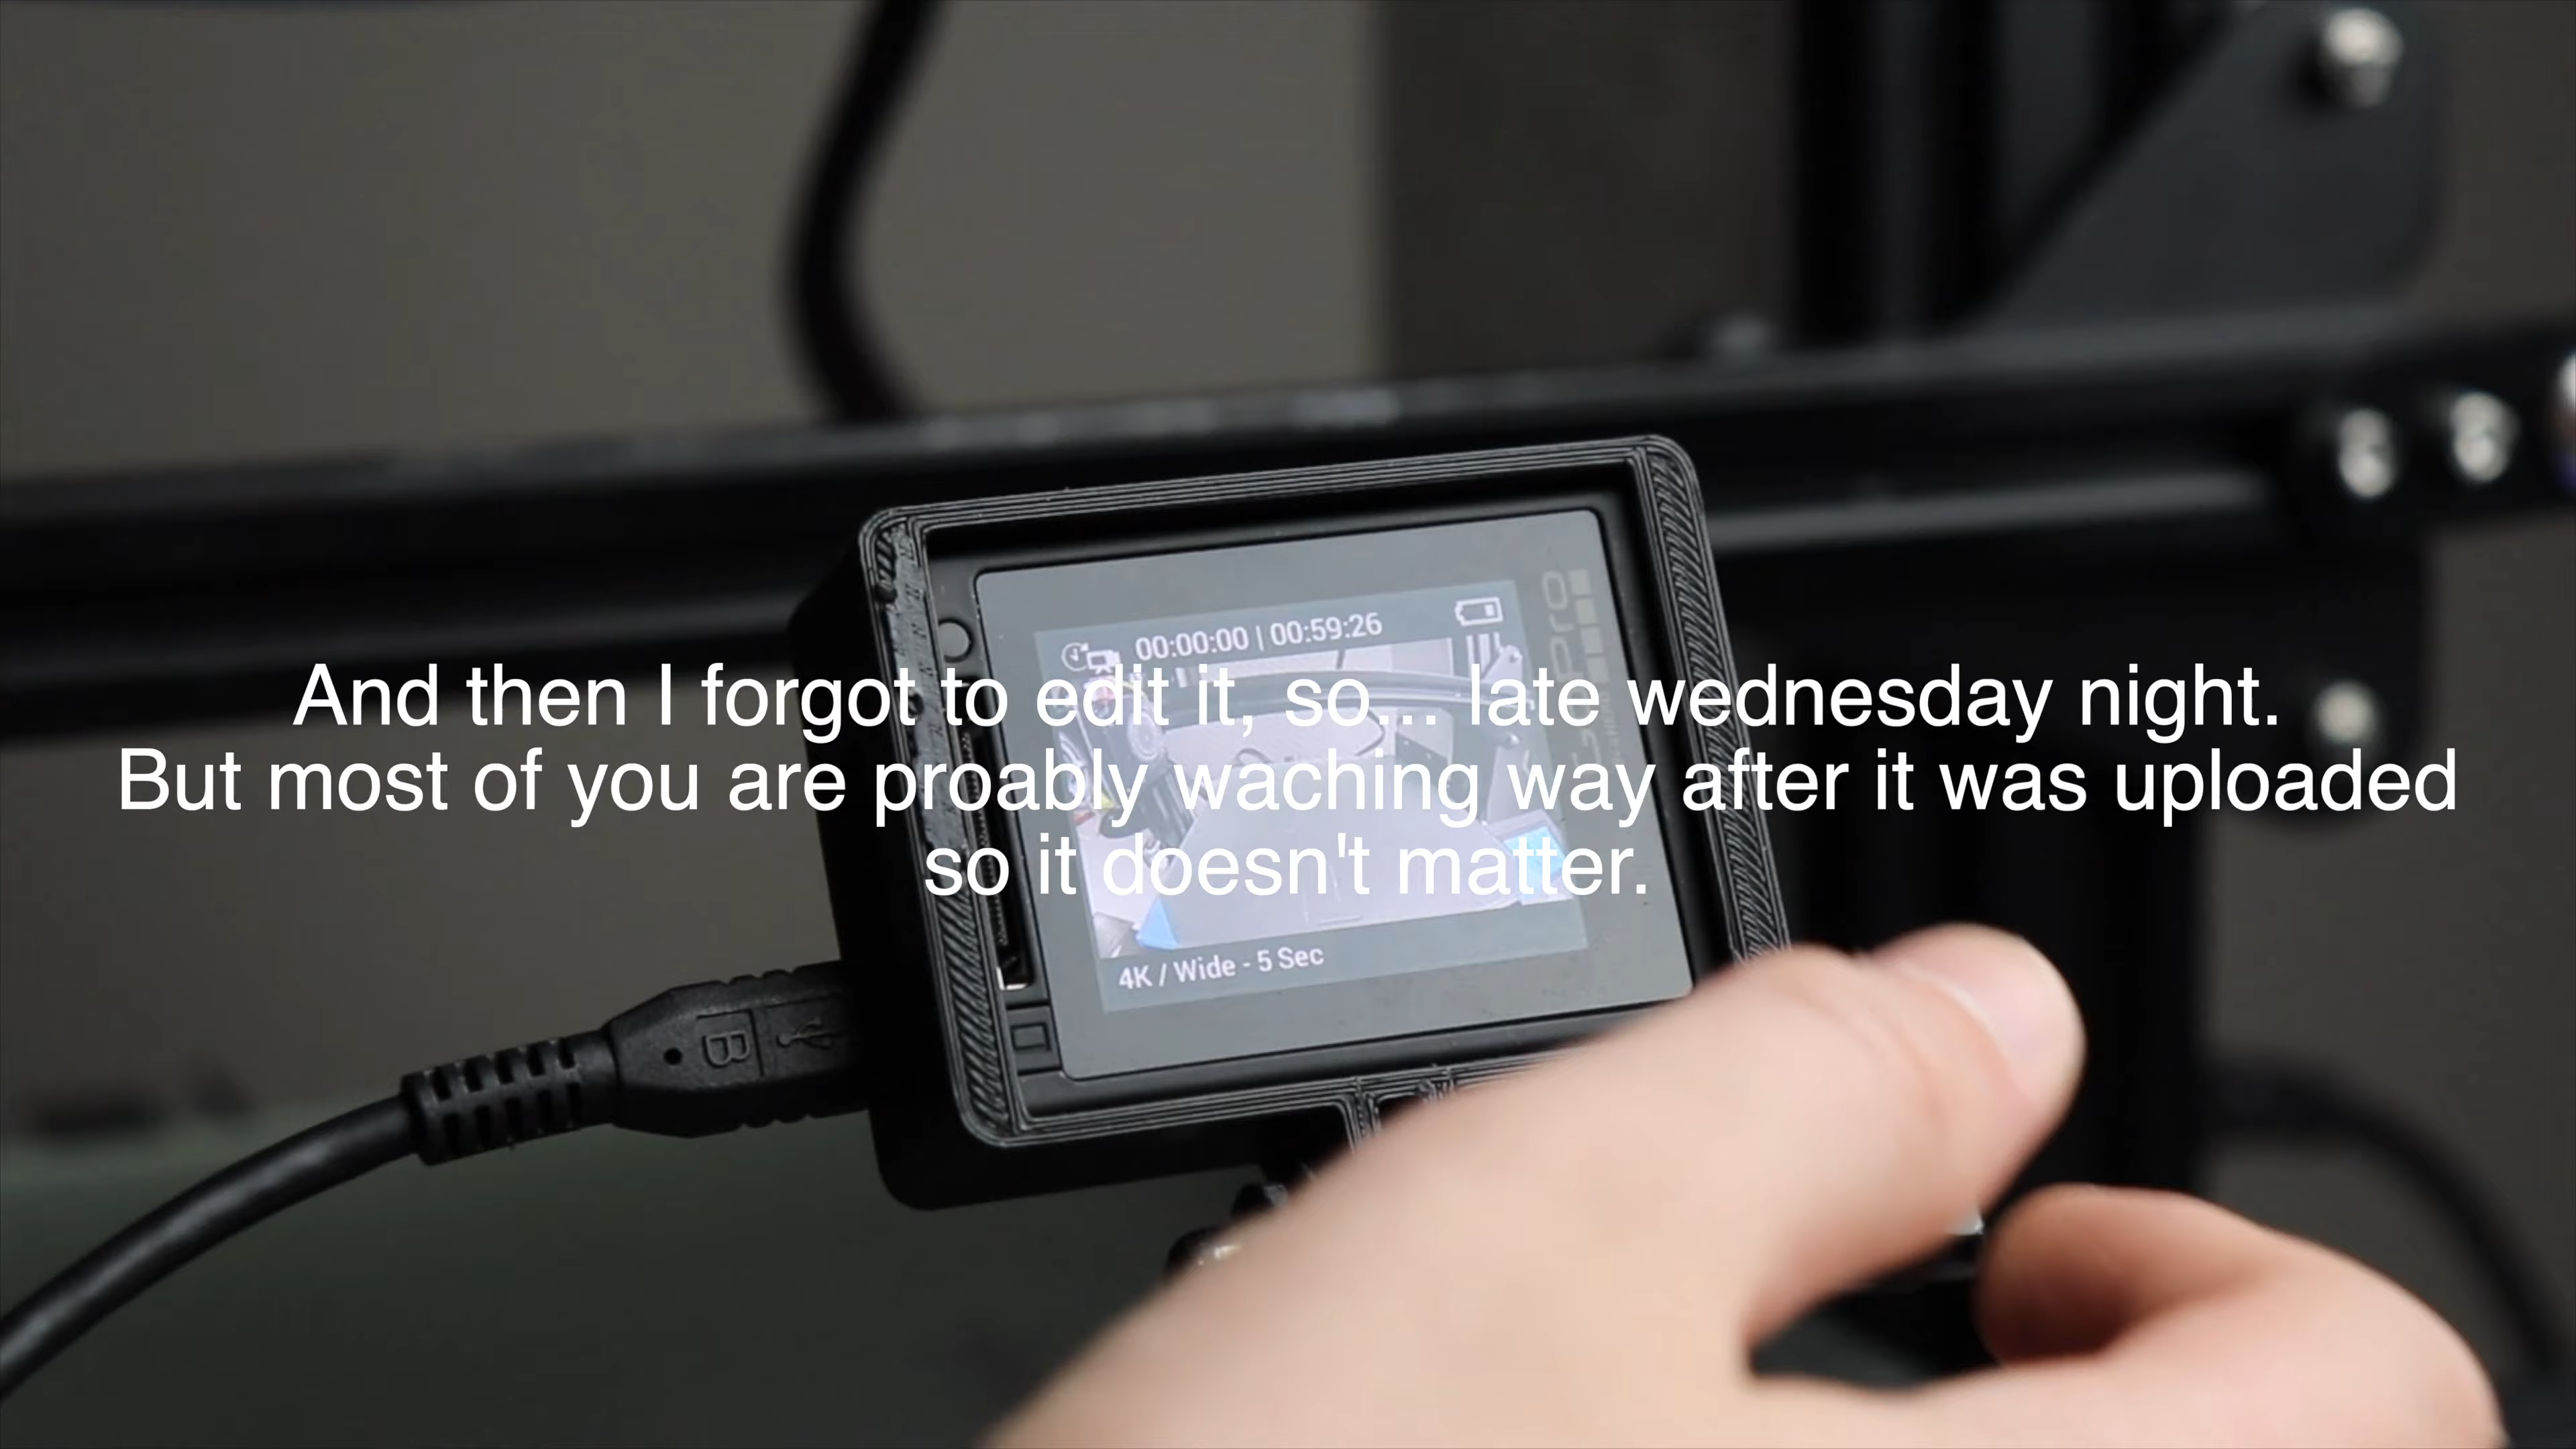 00:00:00 | 00:59:26
GoPro
And then I forgot to edit it, so... late wednesday night.
But most of you are proably waching way after it was uploaded
so it doesn't matter.
4K / Wide - 5 Sec
B